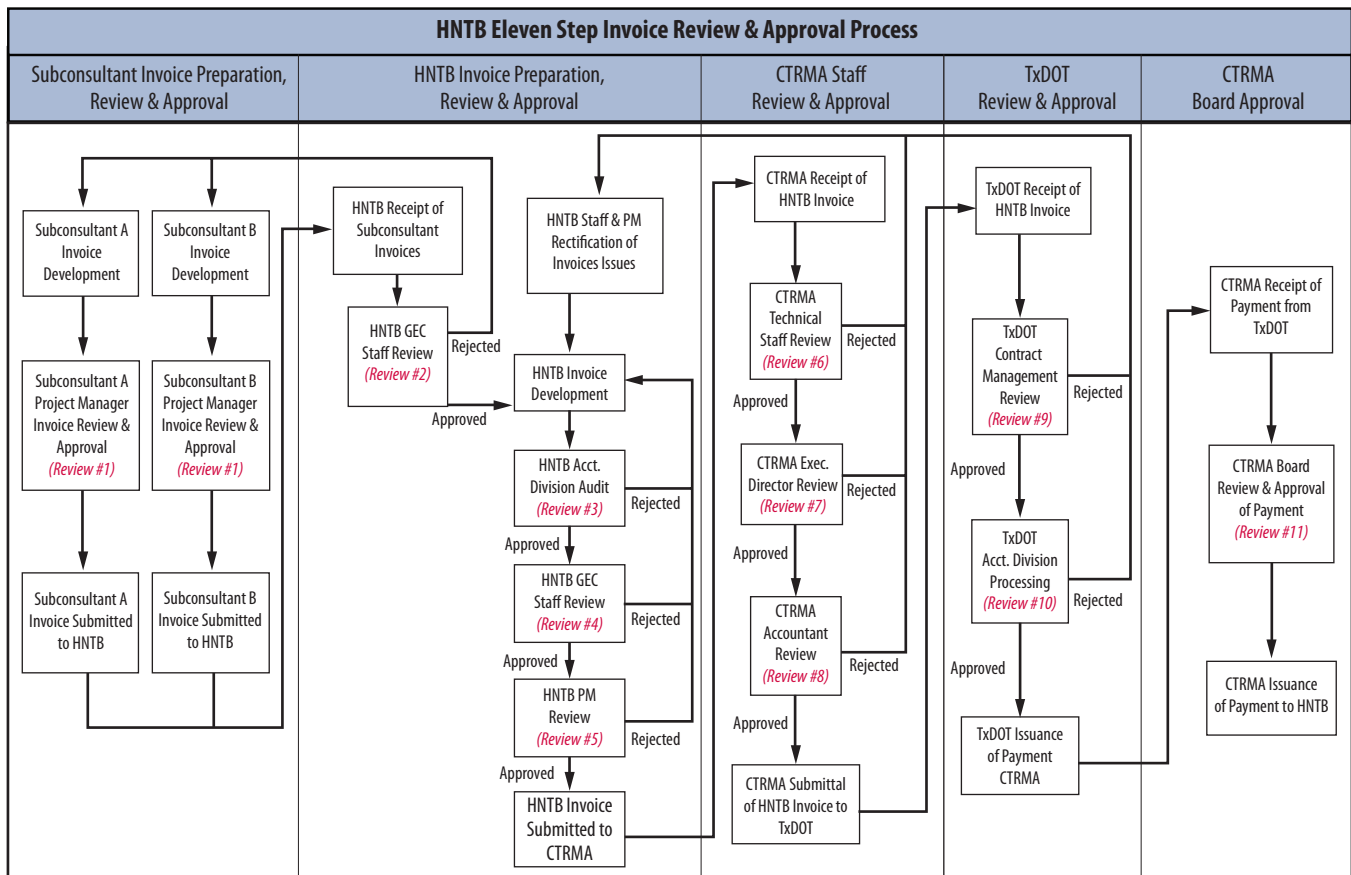 HNTB Eleven Step Invoice Review & Approval Process
Subconsultant Invoice Preparation,
Review & Approval
HNTB Invoice Preparation,
Review & Approval
CTRMA Staff
Review & Approval
TxDOT
Review & Approval
CTRMA
Board Approval
Subconsultant A
Invoice
Development
Subconsultant A
Project Manager
Invoice Review &
Approval
(Review #1)
Subconsultant A
Invoice Submitted
to HNTB
Subconsultant B
Invoice
Development
Subconsultant B
Project Manager
Invoice Review &
Approval
(Review #1)
Subconsultant B
Invoice Submitted
to HNTB
HNTB Receipt of
Subconsultant
Invoices
HNTB GEC
Staff Review
(Review #2)
Rejected
Approved
HNTB Staff & PM
Rectification of
Invoices Issues
HNTB Invoice
Development
HNTB Acct.
Division Audit
(Review #3)
Rejected
Approved
HNTB GEC
Staff Review
(Review #4)
Rejected
Approved
HNTB PM
Review
(Review #5)
Rejected
Approved
HNTB Invoice
Submitted to
CTRMA
CTRMA Receipt of
HNTB Invoice
CTRMA
Technical
Staff Review
(Review #6)
Rejected
Approved
CTRMA Exec.
Director Review
(Review #7)
Rejected
Approved
CTRMA
Accountant
Review
(Review #8)
Rejected
Approved
CTRMA Submittal
of HNTB Invoice to
TxDOT
TxDOT Receipt of
HNTB Invoice
TxDOT
Contract
Management
Review
(Review #9)
Rejected
Approved
TxDOT
Acct. Division
Processing
(Review #10)
Rejected
Approved
TxDOT Issuance
of Payment
CTRMA
CTRMA Receipt of
Payment from
TxDOT
CTRMA Board
Review & Approval
of Payment
(Review #11)
CTRMA Issuance
of Payment to HNTB